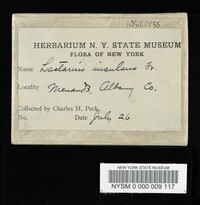 HERBARIUM N. Y. STATE MUSEUM
FLORA OF NEW YORK
Name Lactarius insulsus Fr
Locality Menands Albany Co.
Collected by Charles H. Peck
No. Date July 26
NEW YORK STATE MUSEUM
NYSM 0 000 009 117